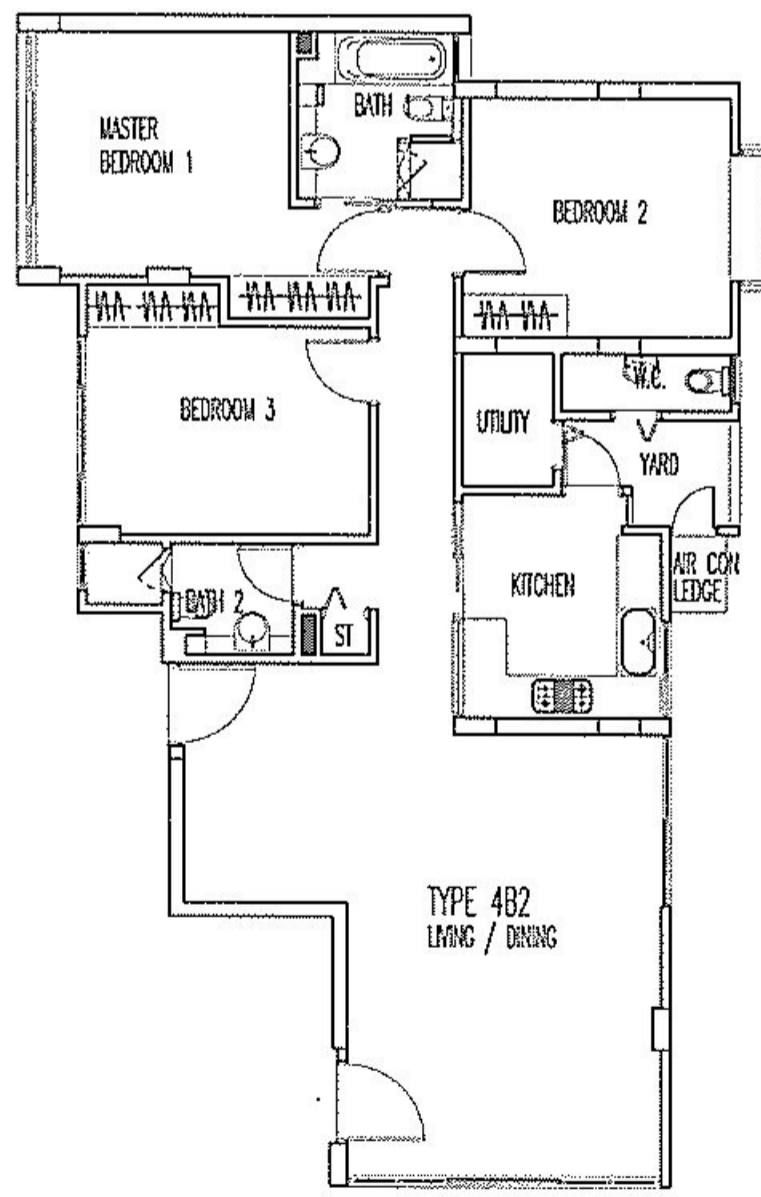 MASTER
BEDROOM 1
BATH
BEDROOM 2
BEDROOM 3
UTILITY
W.C.
YARD
AIR CON
LEDGE
KITCHEN
BATH 2
ST
TYPE 4B2
LIVING / DINING